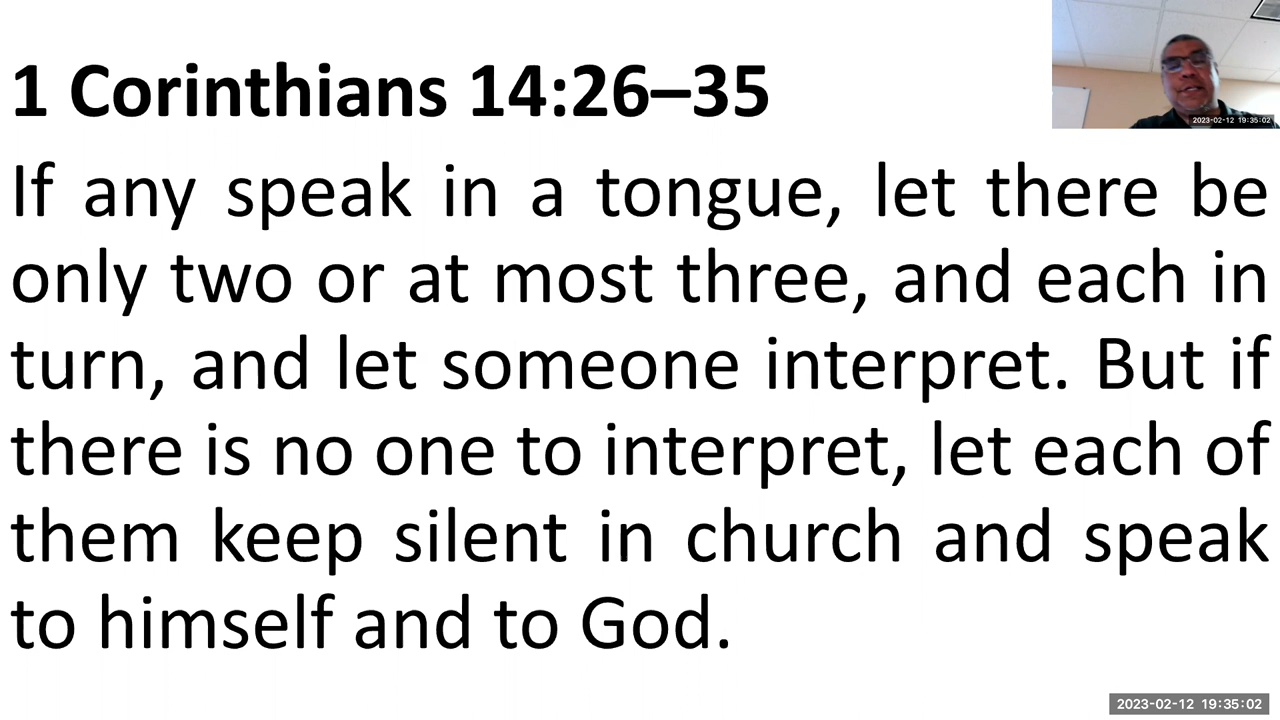 1 Corinthians 14:26–35
If any speak in a tongue, let there be
only two or at most three, and each in
turn, and let someone interpret. But if
there is no one to interpret, let each of
them keep silent in church and speak
to himself and to God.
2023-02-12 19:35:02
2023-02-12 19:35:02